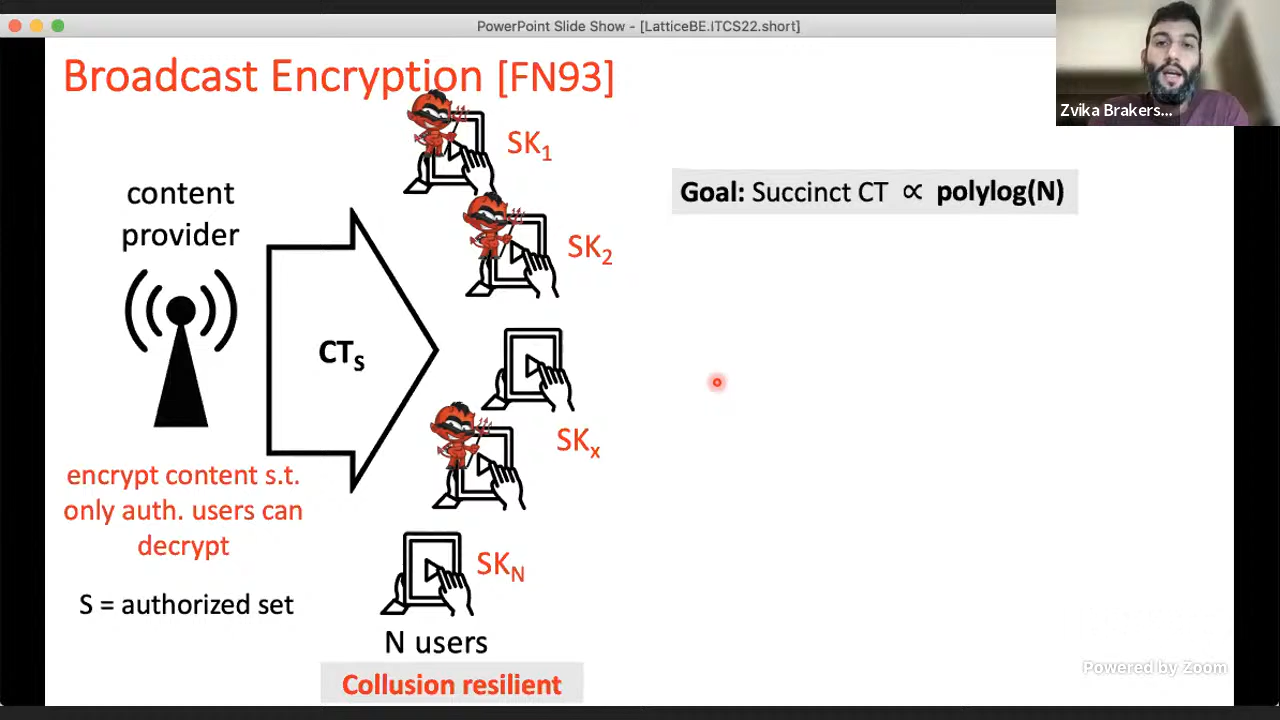 PowerPoint Slide Show - [LatticeBE.ITCS22.short]
Broadcast Encryption [FN93]
Zvika Brakers...
SK1
content
provider
Goal: Succinct CT ∝ polylog(N)
SK2
CTS
SKx
encrypt content s.t.
only auth. users can
decrypt
SKN
S = authorized set
N users
Collusion resilient
Powered by Zoom